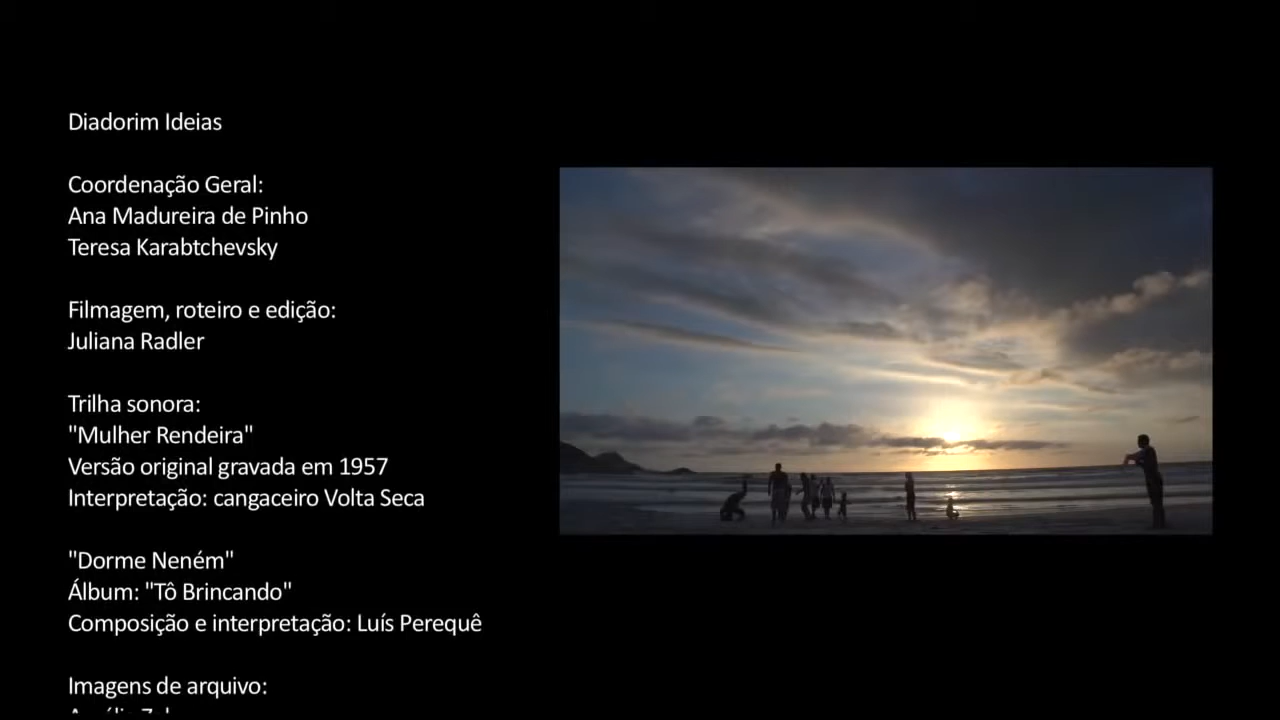 Diadorim Ideias
Coordenação Geral:
Ana Madureira de Pinho
Teresa Karabtchevsky
Filmagem, roteiro e edição:
Juliana Radler
Trilha sonora:
"Mulher Rendeira"
Versão original gravada em 1957
Interpretação: cangaceiro Volta Seca
"Dorme Neném"
Álbum: "Tô Brincando"
Composição e interpretação: Luís Perequê
Imagens de arquivo: